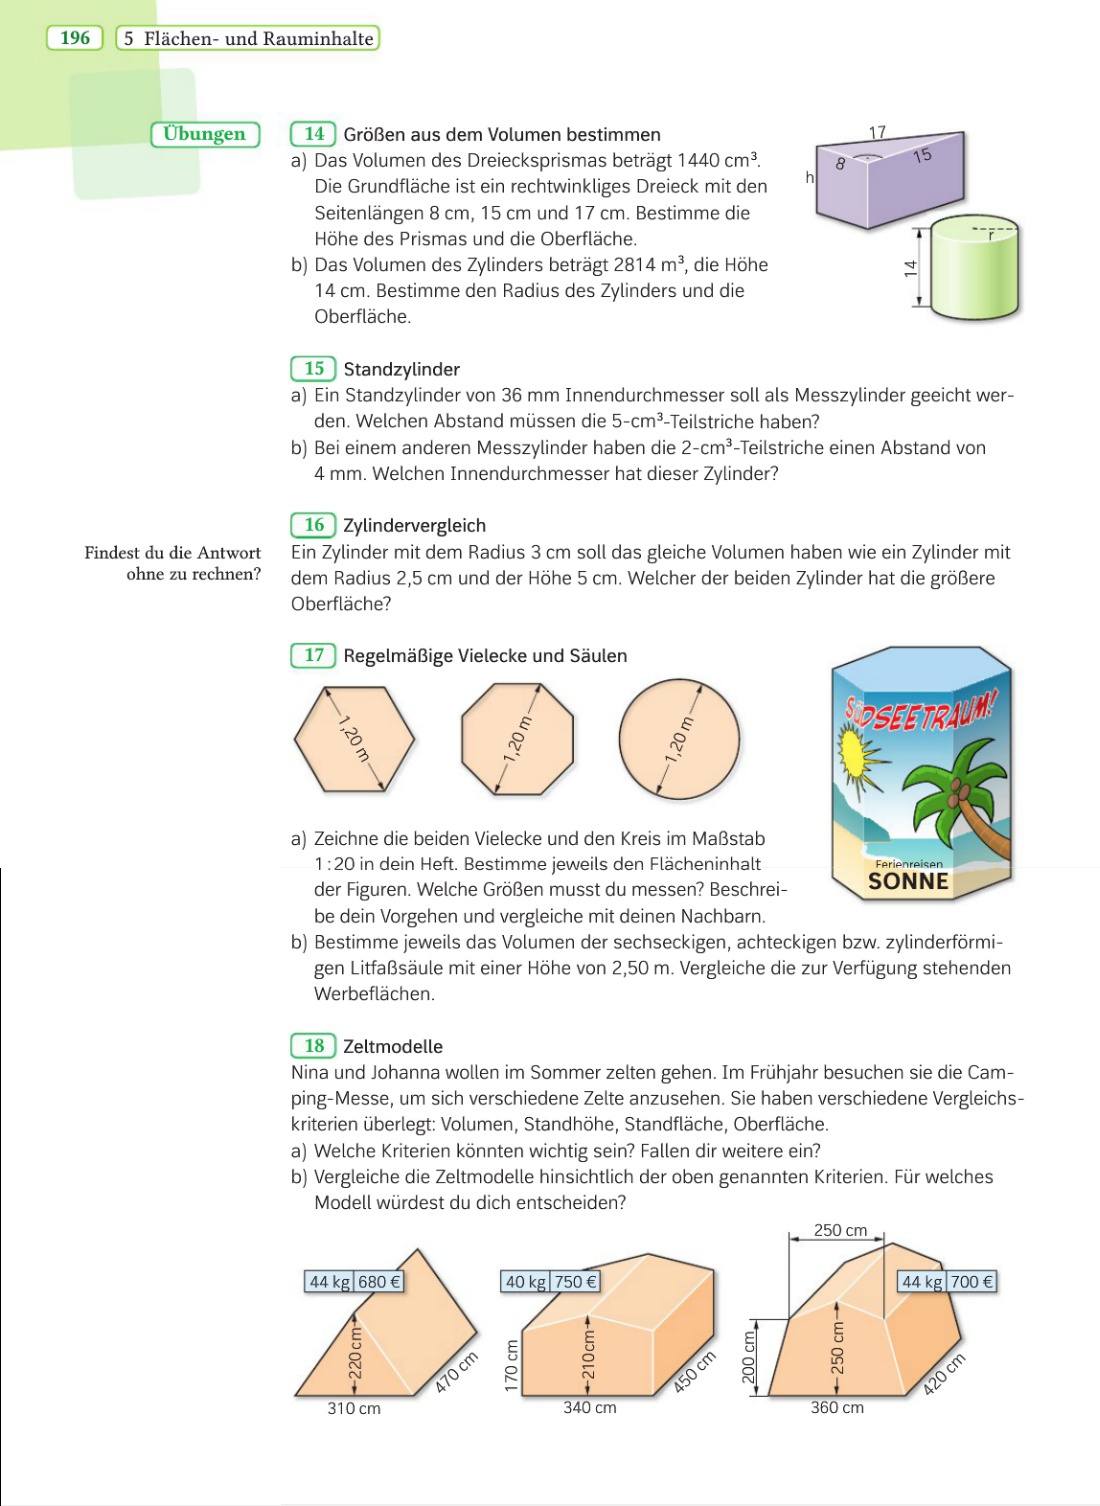 196 5 Flächen- und Rauminhalte
Übungen
14 Größen aus dem Volumen bestimmen
a) Das Volumen des Dreiecksprismas beträgt 1440 cm³.
Die Grundfläche ist ein rechtwinkliges Dreieck mit den
Seitenlängen 8 cm, 15 cm und 17 cm. Bestimme die
Höhe des Prismas und die Oberfläche.
b) Das Volumen des Zylinders beträgt 2814 m³, die Höhe
14 cm. Bestimme den Radius des Zylinders und die
Oberfläche.
17
8
15
h
r
14
15 Standzylinder
a) Ein Standzylinder von 36 mm Innendurchmesser soll als Messzylinder geeicht wer-
den. Welchen Abstand müssen die 5-cm³-Teilstriche haben?
b) Bei einem anderen Messzylinder haben die 2-cm³-Teilstriche einen Abstand von
4 mm. Welchen Innendurchmesser hat dieser Zylinder?
16 Zylindervergleich
Findest du die Antwort
ohne zu rechnen?
Ein Zylinder mit dem Radius 3 cm soll das gleiche Volumen haben wie ein Zylinder mit
dem Radius 2,5 cm und der Höhe 5 cm. Welcher der beiden Zylinder hat die größere
Oberfläche?
17 Regelmäßige Vielecke und Säulen
1,20 m
1,20 m
1,20 m
SÜDSEETRAUM!
Ferienreisen
SONNE
a) Zeichne die beiden Vielecke und den Kreis im Maßstab
1:20 in dein Heft. Bestimme jeweils den Flächeninhalt
der Figuren. Welche Größen musst du messen? Beschrei-
be dein Vorgehen und vergleiche mit deinen Nachbarn.
b) Bestimme jeweils das Volumen der sechseckigen, achteckigen bzw. zylinderförmi-
gen Litfaßsäule mit einer Höhe von 2,50 m. Vergleiche die zur Verfügung stehenden
Werbeflächen.
18 Zeltmodelle
Nina und Johanna wollen im Sommer zelten gehen. Im Frühjahr besuchen sie die Cam-
ping-Messe, um sich verschiedene Zelte anzusehen. Sie haben verschiedene Vergleichs-
kriterien überlegt: Volumen, Standhöhe, Standfläche, Oberfläche.
a) Welche Kriterien könnten wichtig sein? Fallen dir weitere ein?
b) Vergleiche die Zeltmodelle hinsichtlich der oben genannten Kriterien. Für welches
Modell würdest du dich entscheiden?
44 kg 680 €
220 cm
470 cm
310 cm
40 kg 750 €
170 cm
210 cm
450 cm
340 cm
250 cm
44 kg 700 €
200 cm
250 cm
420 cm
360 cm